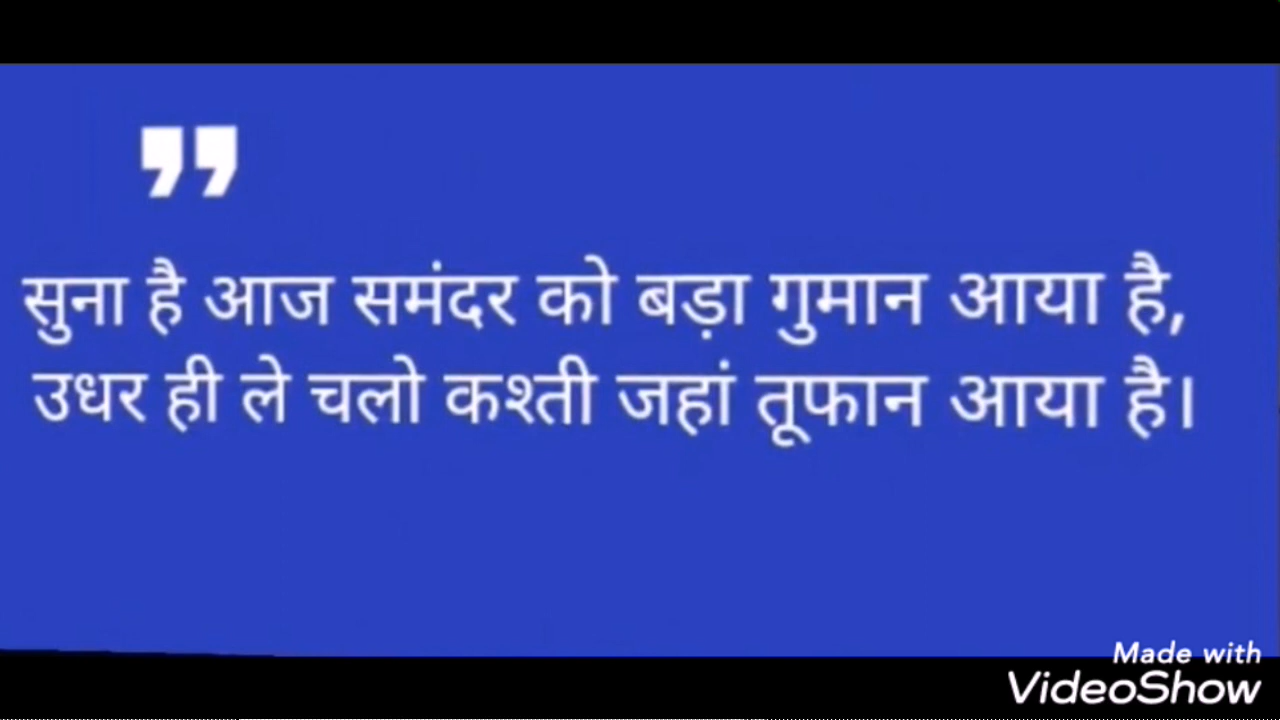 ”
सुना है आज समंदर को बड़ा गुमान आया है,
उधर ही ले चलो कश्ती जहां तूफान आया है।
Made with
VideoShow